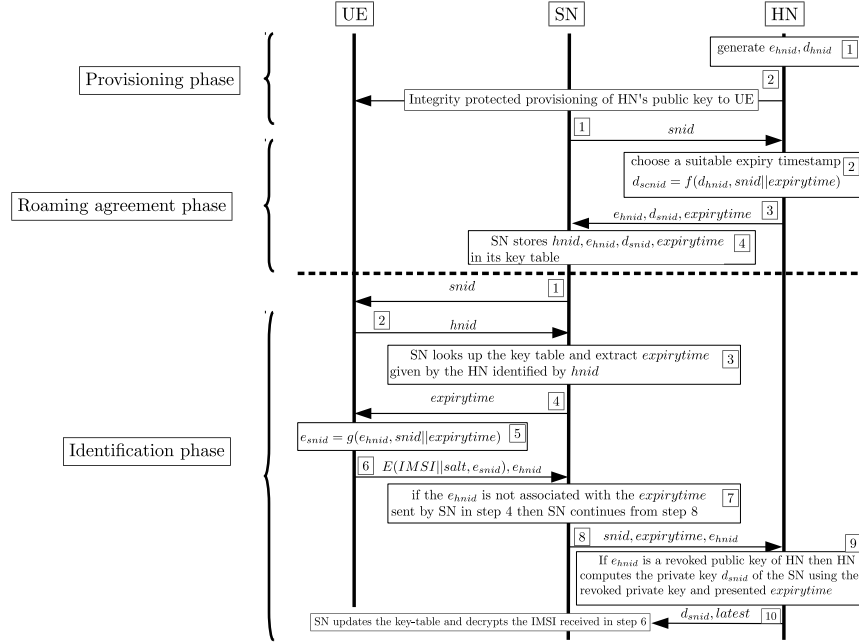 UE SN HN
generate e_hnid, d_hnid 1
Provisioning phase
2
Integrity protected provisioning of HN's public key to UE
1 snid
choose a suitable expiry timestamp 2
d_scnid = f(d_hnid, snid||expirytime)
Roaming agreement phase
e_hnid, d_snid, expirytime 3
SN stores hnid, e_hnid, d_snid, expirytime 4
in its key table
snid 1
2 hnid
SN looks up the key table and extract expirytime 3
given by the HN identified by hnid
expirytime 4
e_snid = g(e_hnid, snid||expirytime) 5
Identification phase
6 E(IMSI||salt, e_snid), e_hnid
if the e_hnid is not associated with the expirytime 7
sent by SN in step 4 then SN continues from step 8
8 snid, expirytime, e_hnid
9
If e_hnid is a revoked public key of HN then HN
computes the private key d_snid of the SN using the
revoked private key and presented expirytime
d_snid, latest 10
SN updates the key-table and decrypts the IMSI received in step 6